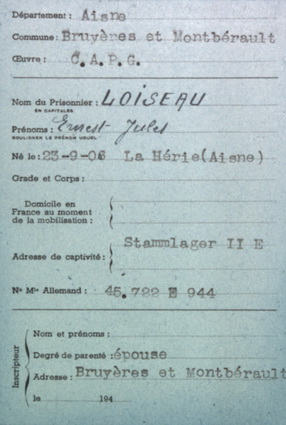 Département : Aisne
Commune: Bruyères et Montbérault
Œuvre : C.A.P.G.
Nom du Prisonnier : LOISEAU
EN CAPITALES
Prénoms : Ernest Jules
SOULIGNER LE PRÉNOM USUEL
Né le : 23-9-06 La Hérie(Aisne)
Grade et Corps :
Domicile en
France au moment
de la mobilisation :
Stammlager II E
Adresse de captivité :
No Mle Allemand : 45.722 E 944
Inscripteur
Nom et prénoms :
Degré de parenté : épouse
Adresse : Bruyères et Montbérault
le 194